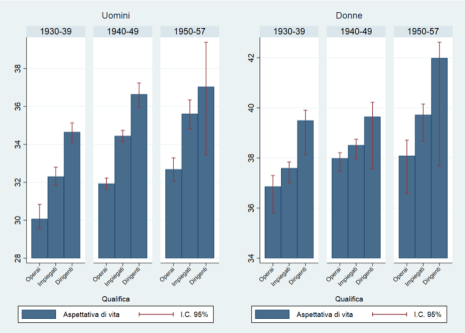 Uomini
1930-39 1940-49 1950-57
38
36
34
32
30
28
Operai Impiegati Dirigenti Operai Impiegati Dirigenti Operai Impiegati Dirigenti
Qualifica
Aspettativa di vita I.C. 95%
Donne
1930-39 1940-49 1950-57
42
40
38
36
34
Operai Impiegati Dirigenti Operai Impiegati Dirigenti Operai Impiegati Dirigenti
Qualifica
Aspettativa di vita I.C. 95%